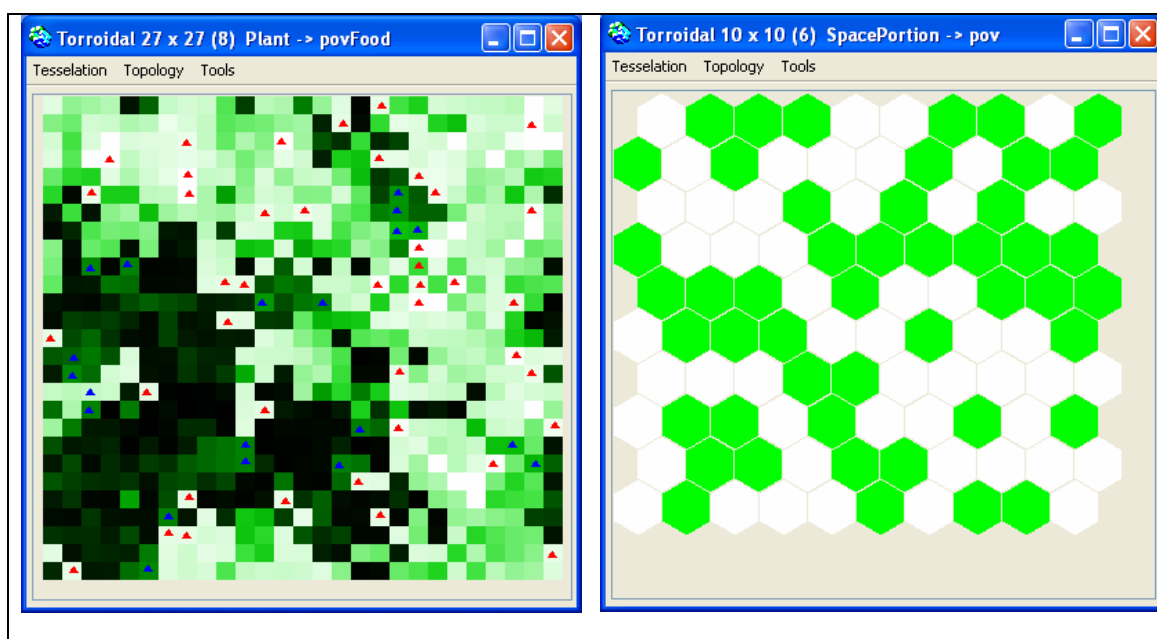 Torroidal 27 x 27 (8) Plant -> povFood
Tesselation Topology Tools
Torroidal 10 x 10 (6) SpacePortion -> pov
Tesselation Topology Tools